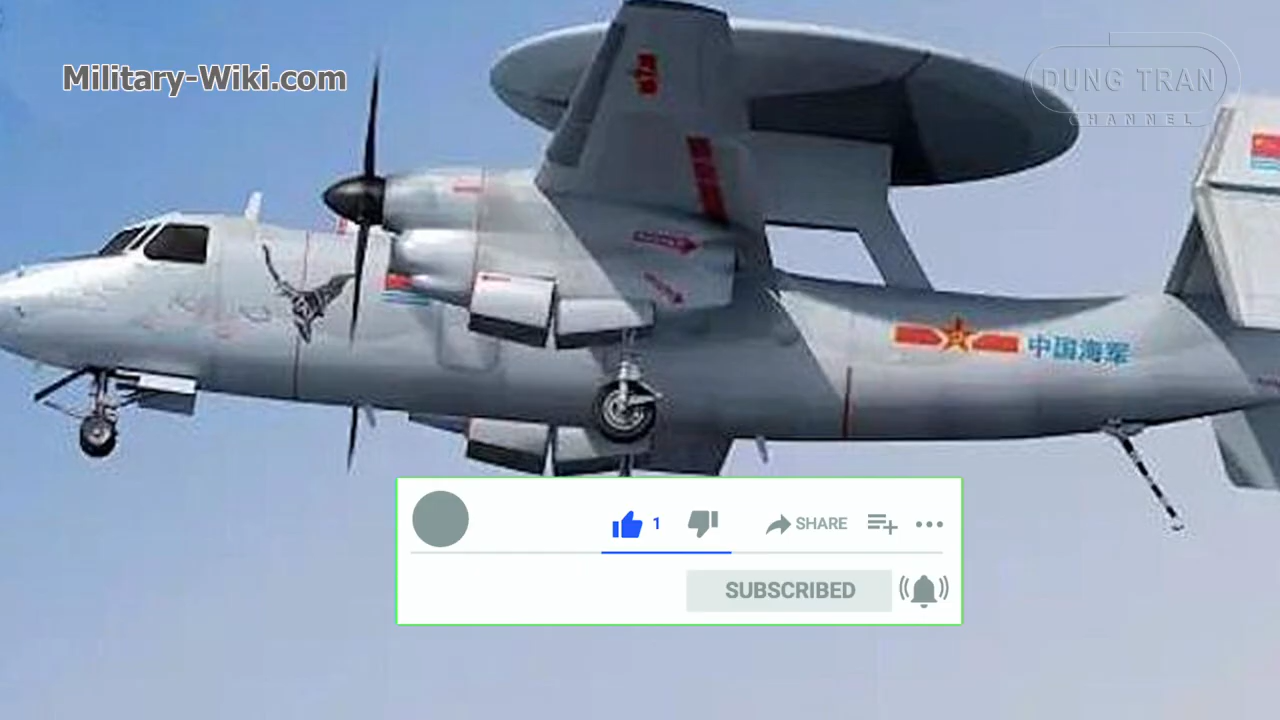 Military-Wiki.com
DUNG TRAN
CHANNEL
中国海军
1
SHARE
SUBSCRIBED